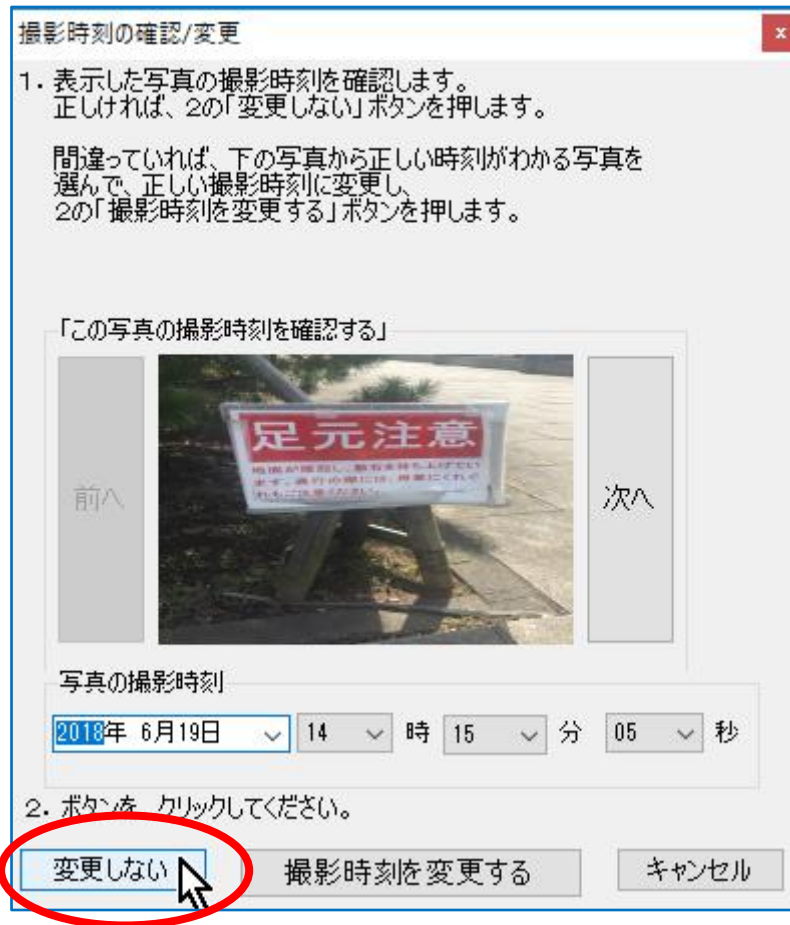 撮影時刻の確認/変更
x
1. 表示した写真の撮影時刻を確認します。
正しければ、2の「変更しない」ボタンを押します。
間違っていれば、下の写真から正しい時刻がわかる写真を
選んで、正しい撮影時刻に変更し、
2の「撮影時刻を変更する」ボタンを押します。
「この写真の撮影時刻を確認する」
前へ
足元注意
次へ
写真の撮影時刻
2018年 6月19日 14 時 15 分 05 秒
2. ボタンを、クリックしてください。
変更しない 撮影時刻を変更する キャンセル